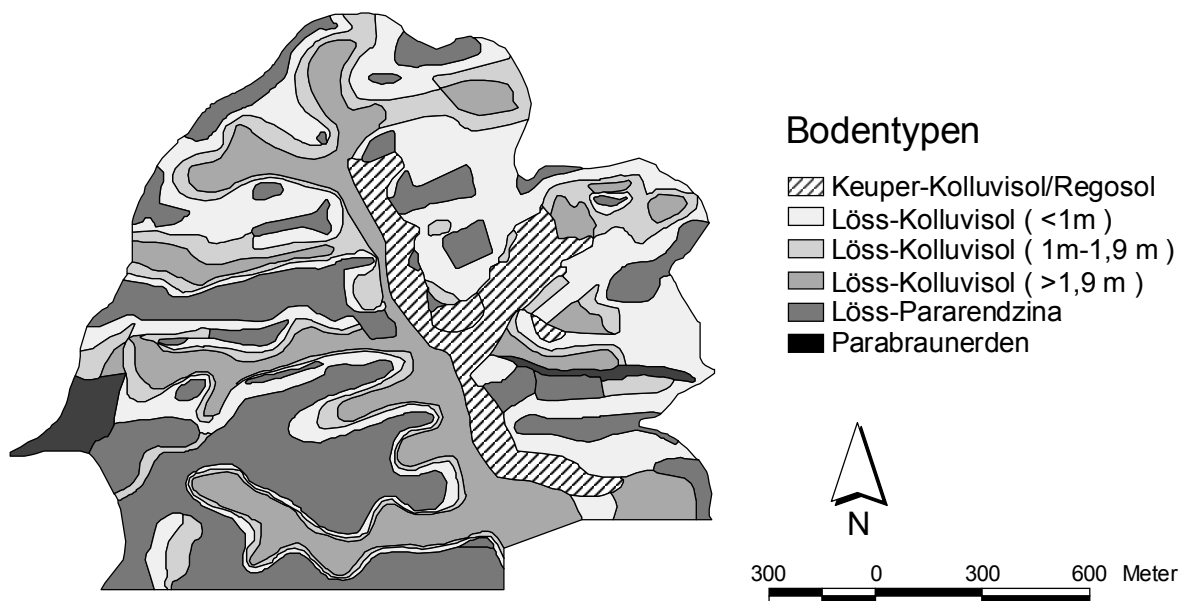 Bodentypen
Keuper-Kolluvisol/Regosol
Löss-Kolluvisol ( <1m )
Löss-Kolluvisol ( 1m-1,9 m )
Löss-Kolluvisol ( >1,9 m )
Löss-Pararendzina
Parabraunerden
N
300 0 300 600 Meter